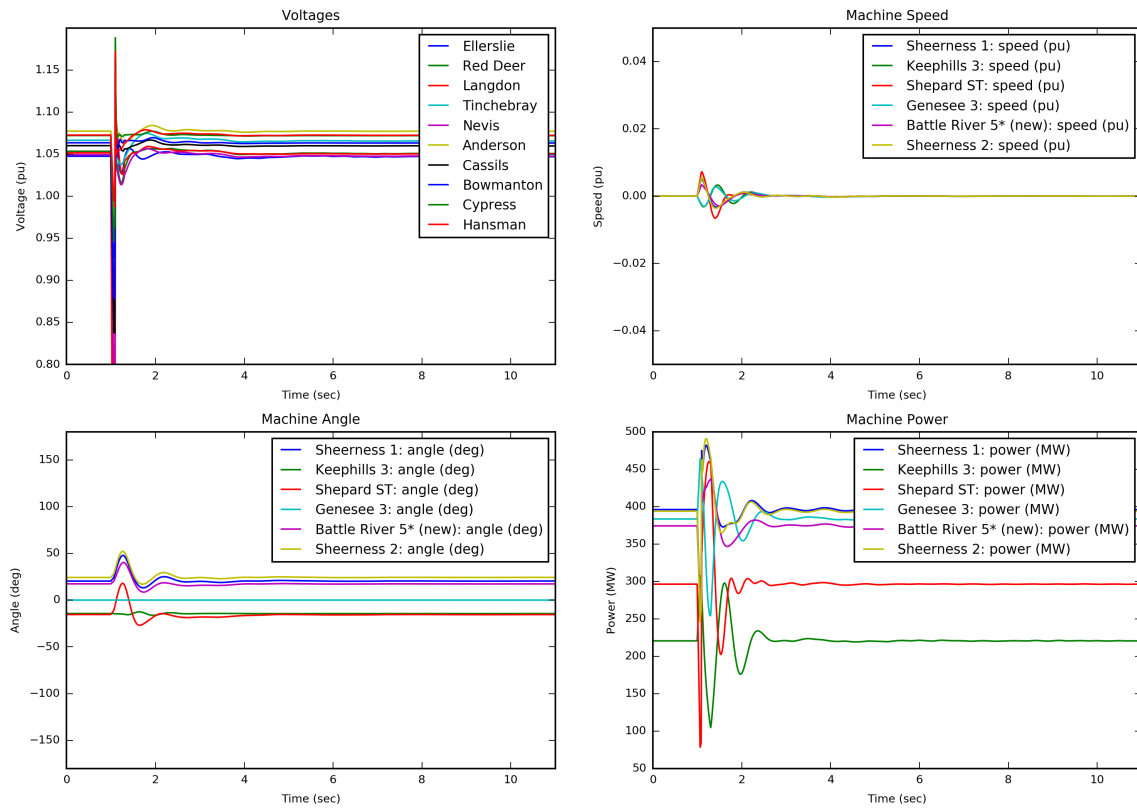 Voltages
1.15
1.10
1.05
1.00
0.95
0.90
0.85
0.80
Voltage (pu)
Ellerslie
Red Deer
Langdon
Tinchebray
Nevis
Anderson
Cassils
Bowmanton
Cypress
Hansman
0 2 4 6 8 10
Time (sec)
Machine Speed
0.04
0.02
0.00
−0.02
−0.04
Speed (pu)
Sheerness 1: speed (pu)
Keephills 3: speed (pu)
Shepard ST: speed (pu)
Genesee 3: speed (pu)
Battle River 5* (new): speed (pu)
Sheerness 2: speed (pu)
0 2 4 6 8 10
Time (sec)
Machine Angle
150
100
50
0
−50
−100
−150
Angle (deg)
Sheerness 1: angle (deg)
Keephills 3: angle (deg)
Shepard ST: angle (deg)
Genesee 3: angle (deg)
Battle River 5* (new): angle (deg)
Sheerness 2: angle (deg)
0 2 4 6 8 10
Time (sec)
Machine Power
500
450
400
350
300
250
200
150
100
50
Power (MW)
Sheerness 1: power (MW)
Keephills 3: power (MW)
Shepard ST: power (MW)
Genesee 3: power (MW)
Battle River 5* (new): power (MW)
Sheerness 2: power (MW)
0 2 4 6 8 10
Time (sec)